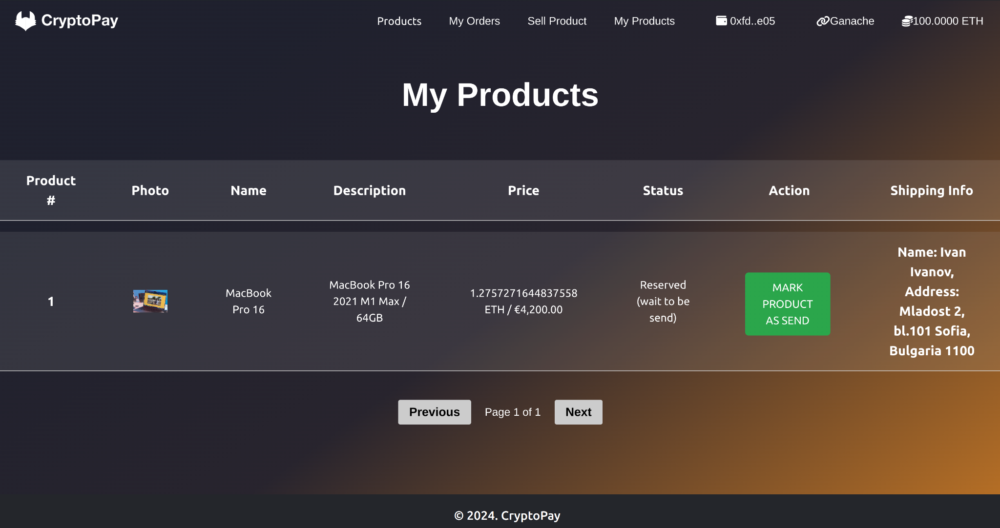 CryptoPay
Products
My Orders
Sell Product
My Products
0xfd..e05
Ganache
100.0000 ETH
My Products
Product
#
Photo
Name
Description
Price
Status
Action
Shipping Info
1
MacBook
Pro 16
MacBook Pro 16
2021 M1 Max /
64GB
1.2757271644837558
ETH / €4,200.00
Reserved
(wait to be
send)
MARK
PRODUCT
AS SEND
Name: Ivan
Ivanov,
Address:
Mladost 2,
bl.101 Sofia,
Bulgaria 1100
Previous
Page 1 of 1
Next
© 2024. CryptoPay